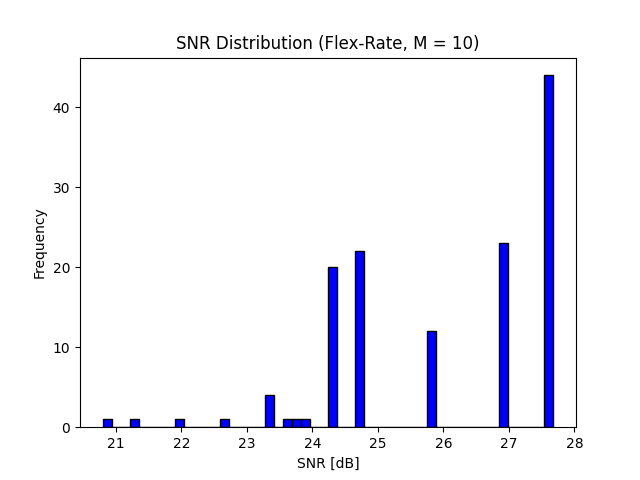 SNR Distribution (Flex-Rate, M = 10)
40
30
20
10
0
Frequency
21 22 23 24 25 26 27 28
SNR [dB]